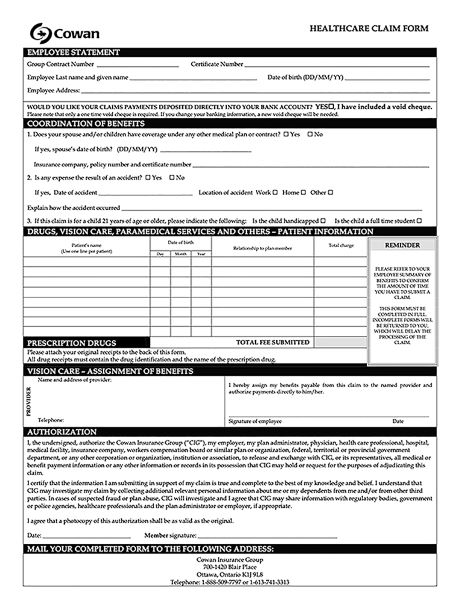 Cowan
HEALTHCARE CLAIM FORM
EMPLOYEE STATEMENT
Group Contract Number Certificate Number
Employee Last name and given name Date of birth (DD/MM/YY)
Employee Address:
WOULD YOU LIKE YOUR CLAIMS PAYMENTS DEPOSITED DIRECTLY INTO YOUR BANK ACCOUNT? YES☐, I have included a void cheque.
Please note that only a one time void cheque is required. If you change your banking information, a new void cheque will be needed.
COORDINATION OF BENEFITS
1. Does your spouse and/or children have coverage under any other medical plan or contract? ☐ Yes ☐ No
If yes, spouse's date of birth? (DD/MM/YY)
Insurance company, policy number and certificate number
2. Is any expense the result of an accident? ☐ Yes ☐ No
If yes, Date of accident Location of accident Work ☐ Home ☐ Other ☐
Explain how the accident occurred
3. If this claim is for a child 21 years of age or older, please indicate the following: Is the child handicapped ☐ Is the child a full time student ☐
DRUGS, VISION CARE, PARAMEDICAL SERVICES AND OTHERS – PATIENT INFORMATION
Patient's name
(Use one line per patient)
Date of birth
Day Month Year
Relationship to plan member
Total charge
REMINDER
PLEASE REFER TO YOUR
EMPLOYEE SUMMARY OF
BENEFITS TO CONFIRM
THE AMOUNT OF TIME
YOU HAVE TO SUBMIT A
CLAIM.
THIS FORM MUST BE
COMPLETED IN FULL.
INCOMPLETE FORMS WILL
BE RETURNED TO YOU,
WHICH WILL DELAY THE
PROCESSING OF THE
CLAIM.
PRESCRIPTION DRUGS
TOTAL FEE SUBMITTED
Please attach your original receipts to the back of this form.
All drug receipts must contain the drug identification and the name of the prescription drug.
VISION CARE – ASSIGNMENT OF BENEFITS
PROVIDER
Name and address of provider:
Telephone:
I hereby assign my benefits payable from this claim to the named provider and
authorize payments directly to him/her.
Signature of employee Date
AUTHORIZATION
I, the undersigned, authorize the Cowan Insurance Group ("CIG"), my employer, my plan administrator, physician, health care professional, hospital,
medical facility, insurance company, workers compensation board or similar plan or organization, federal, territorial or provincial government
department, or any other corporation or organization, institution or association, to release and exchange with CIG, or its representatives, all medical or
benefit payment information or any other information or records in its possession that CIG may hold or request for the purposes of adjudicating this
claim.
I certify that the information I am submitting in support of my claim is true and complete to the best of my knowledge and belief. I understand that
CIG may investigate my claim by collecting additional relevant personal information about me or my dependents from me and/or from other third
parties. In cases of suspected fraud or plan abuse, CIG will investigate and I agree that CIG may share with regulatory bodies, government
or police agencies, healthcare professionals and the plan administrator or employer, if appropriate.
I agree that a photocopy of this authorization shall be as valid as the original.
Date: Member signature:
MAIL YOUR COMPLETED FORM TO THE FOLLOWING ADDRESS:
Cowan Insurance Group
700-1420 Blair Place
Ottawa, Ontario K1J 9L8
Telephone: 1-888-509-7797 or 1-613-741-3313